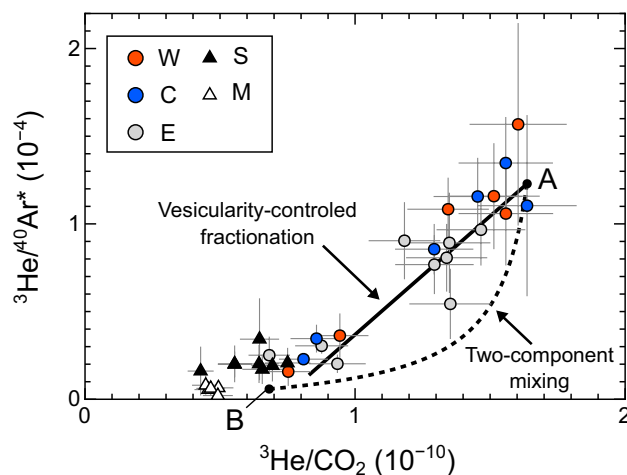 2
W
S
C
M
E
A
Vesicularity-controled
fractionation
1
Two-component
mixing
B
0
0
1
2
³He/⁴⁰Ar* (10⁻⁴)
³He/CO₂ (10⁻¹⁰)